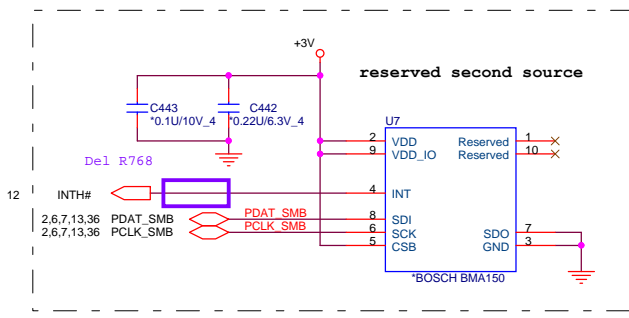 +3V
reserved second source
C443
*0.1U/10V_4
C442
*0.22U/6.3V_4
Del R768
U7
2 VDD Reserved 1
9 VDD_IO Reserved 10
12 INTH# 4 INT
2,6,7,13,36 PDAT_SMB PDAT_SMB 8 SDI SDO 7
2,6,7,13,36 PCLK_SMB PCLK_SMB 6 SCK GND 3
5 CSB
*BOSCH BMA150